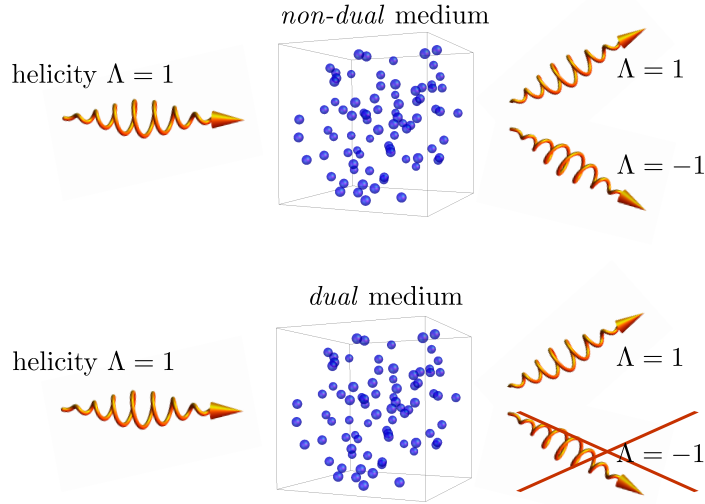 non-dual medium
helicity Λ = 1
Λ = 1
Λ = −1
dual medium
helicity Λ = 1
Λ = 1
Λ = −1